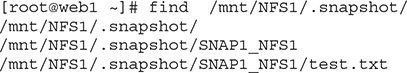 [root@web1 ~]# find  /mnt/NFS1/.snapshot/
/mnt/NFS1/.snapshot/
/mnt/NFS1/.snapshot/SNAP1_NFS1
/mnt/NFS1/.snapshot/SNAP1_NFS1/test.txt